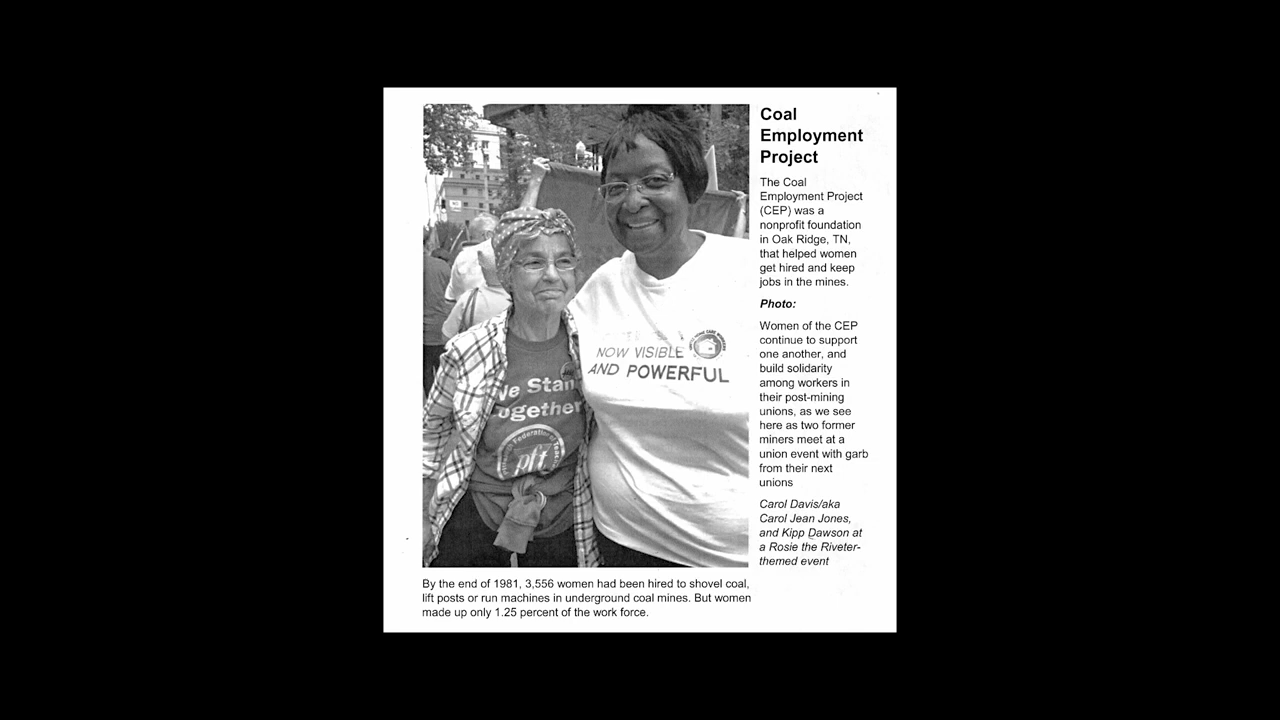 Coal
Employment
Project
The Coal
Employment Project
(CEP) was a
nonprofit foundation
in Oak Ridge, TN,
that helped women
get hired and keep
jobs in the mines.
Photo:
Women of the CEP
continue to support
one another, and
build solidarity
among workers in
their post-mining
unions, as we see
here as two former
miners meet at a
union event with garb
from their next
unions
Carol Davis/aka
Carol Jean Jones,
and Kipp Dawson at
a Rosie the Riveter-
themed event
NOW VISIBLE
AND POWERFUL
We Stan
ogether
Federation of
pft
By the end of 1981, 3,556 women had been hired to shovel coal,
lift posts or run machines in underground coal mines. But women
made up only 1.25 percent of the work force.